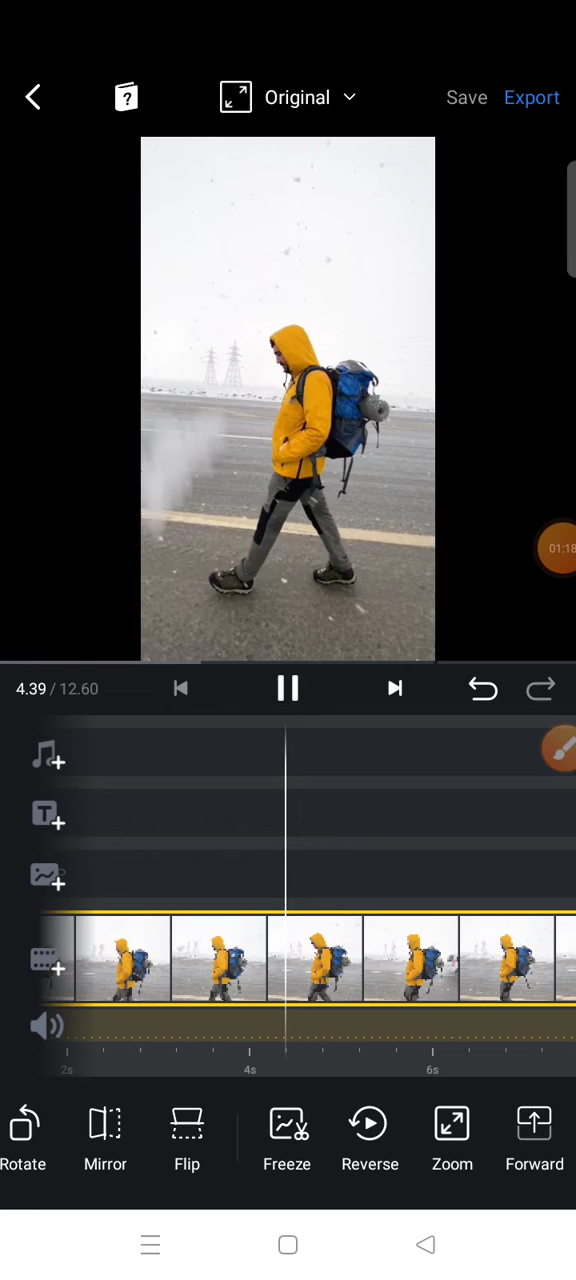 Original Save Export
01:18
4.39 / 12.60
2s 4s 6s
Rotate Mirror Flip Freeze Reverse Zoom Forward